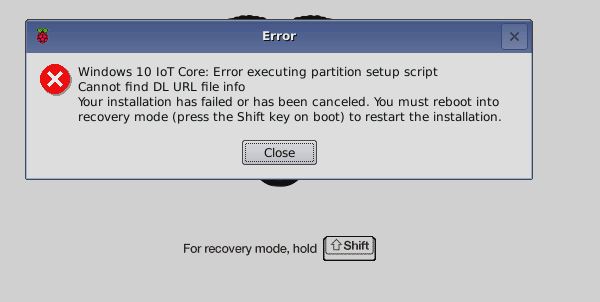 Error
Windows 10 IoT Core: Error executing partition setup script
Cannot find DL URL file info
Your installation has failed or has been canceled. You must reboot into
recovery mode (press the Shift key on boot) to restart the installation.
Close
For recovery mode, hold ⇧Shift